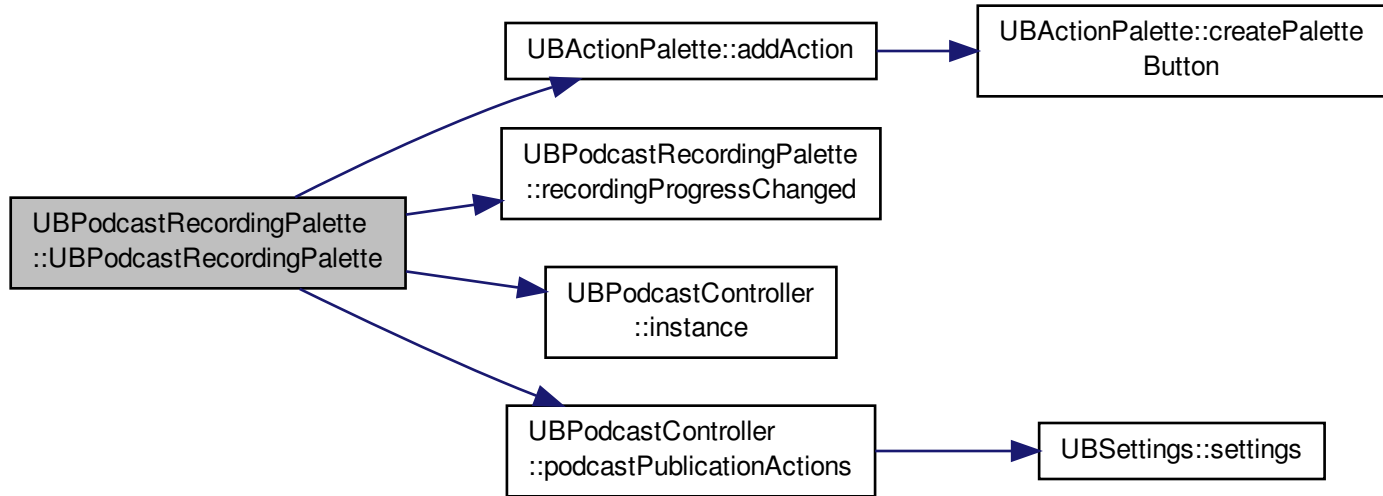 UBActionPalette::addAction
UBActionPalette::createPalette
Button
UBPodcastRecordingPalette
::recordingProgressChanged
UBPodcastRecordingPalette
::UBPodcastRecordingPalette
UBPodcastController
::instance
UBPodcastController
::podcastPublicationActions
UBSettings::settings